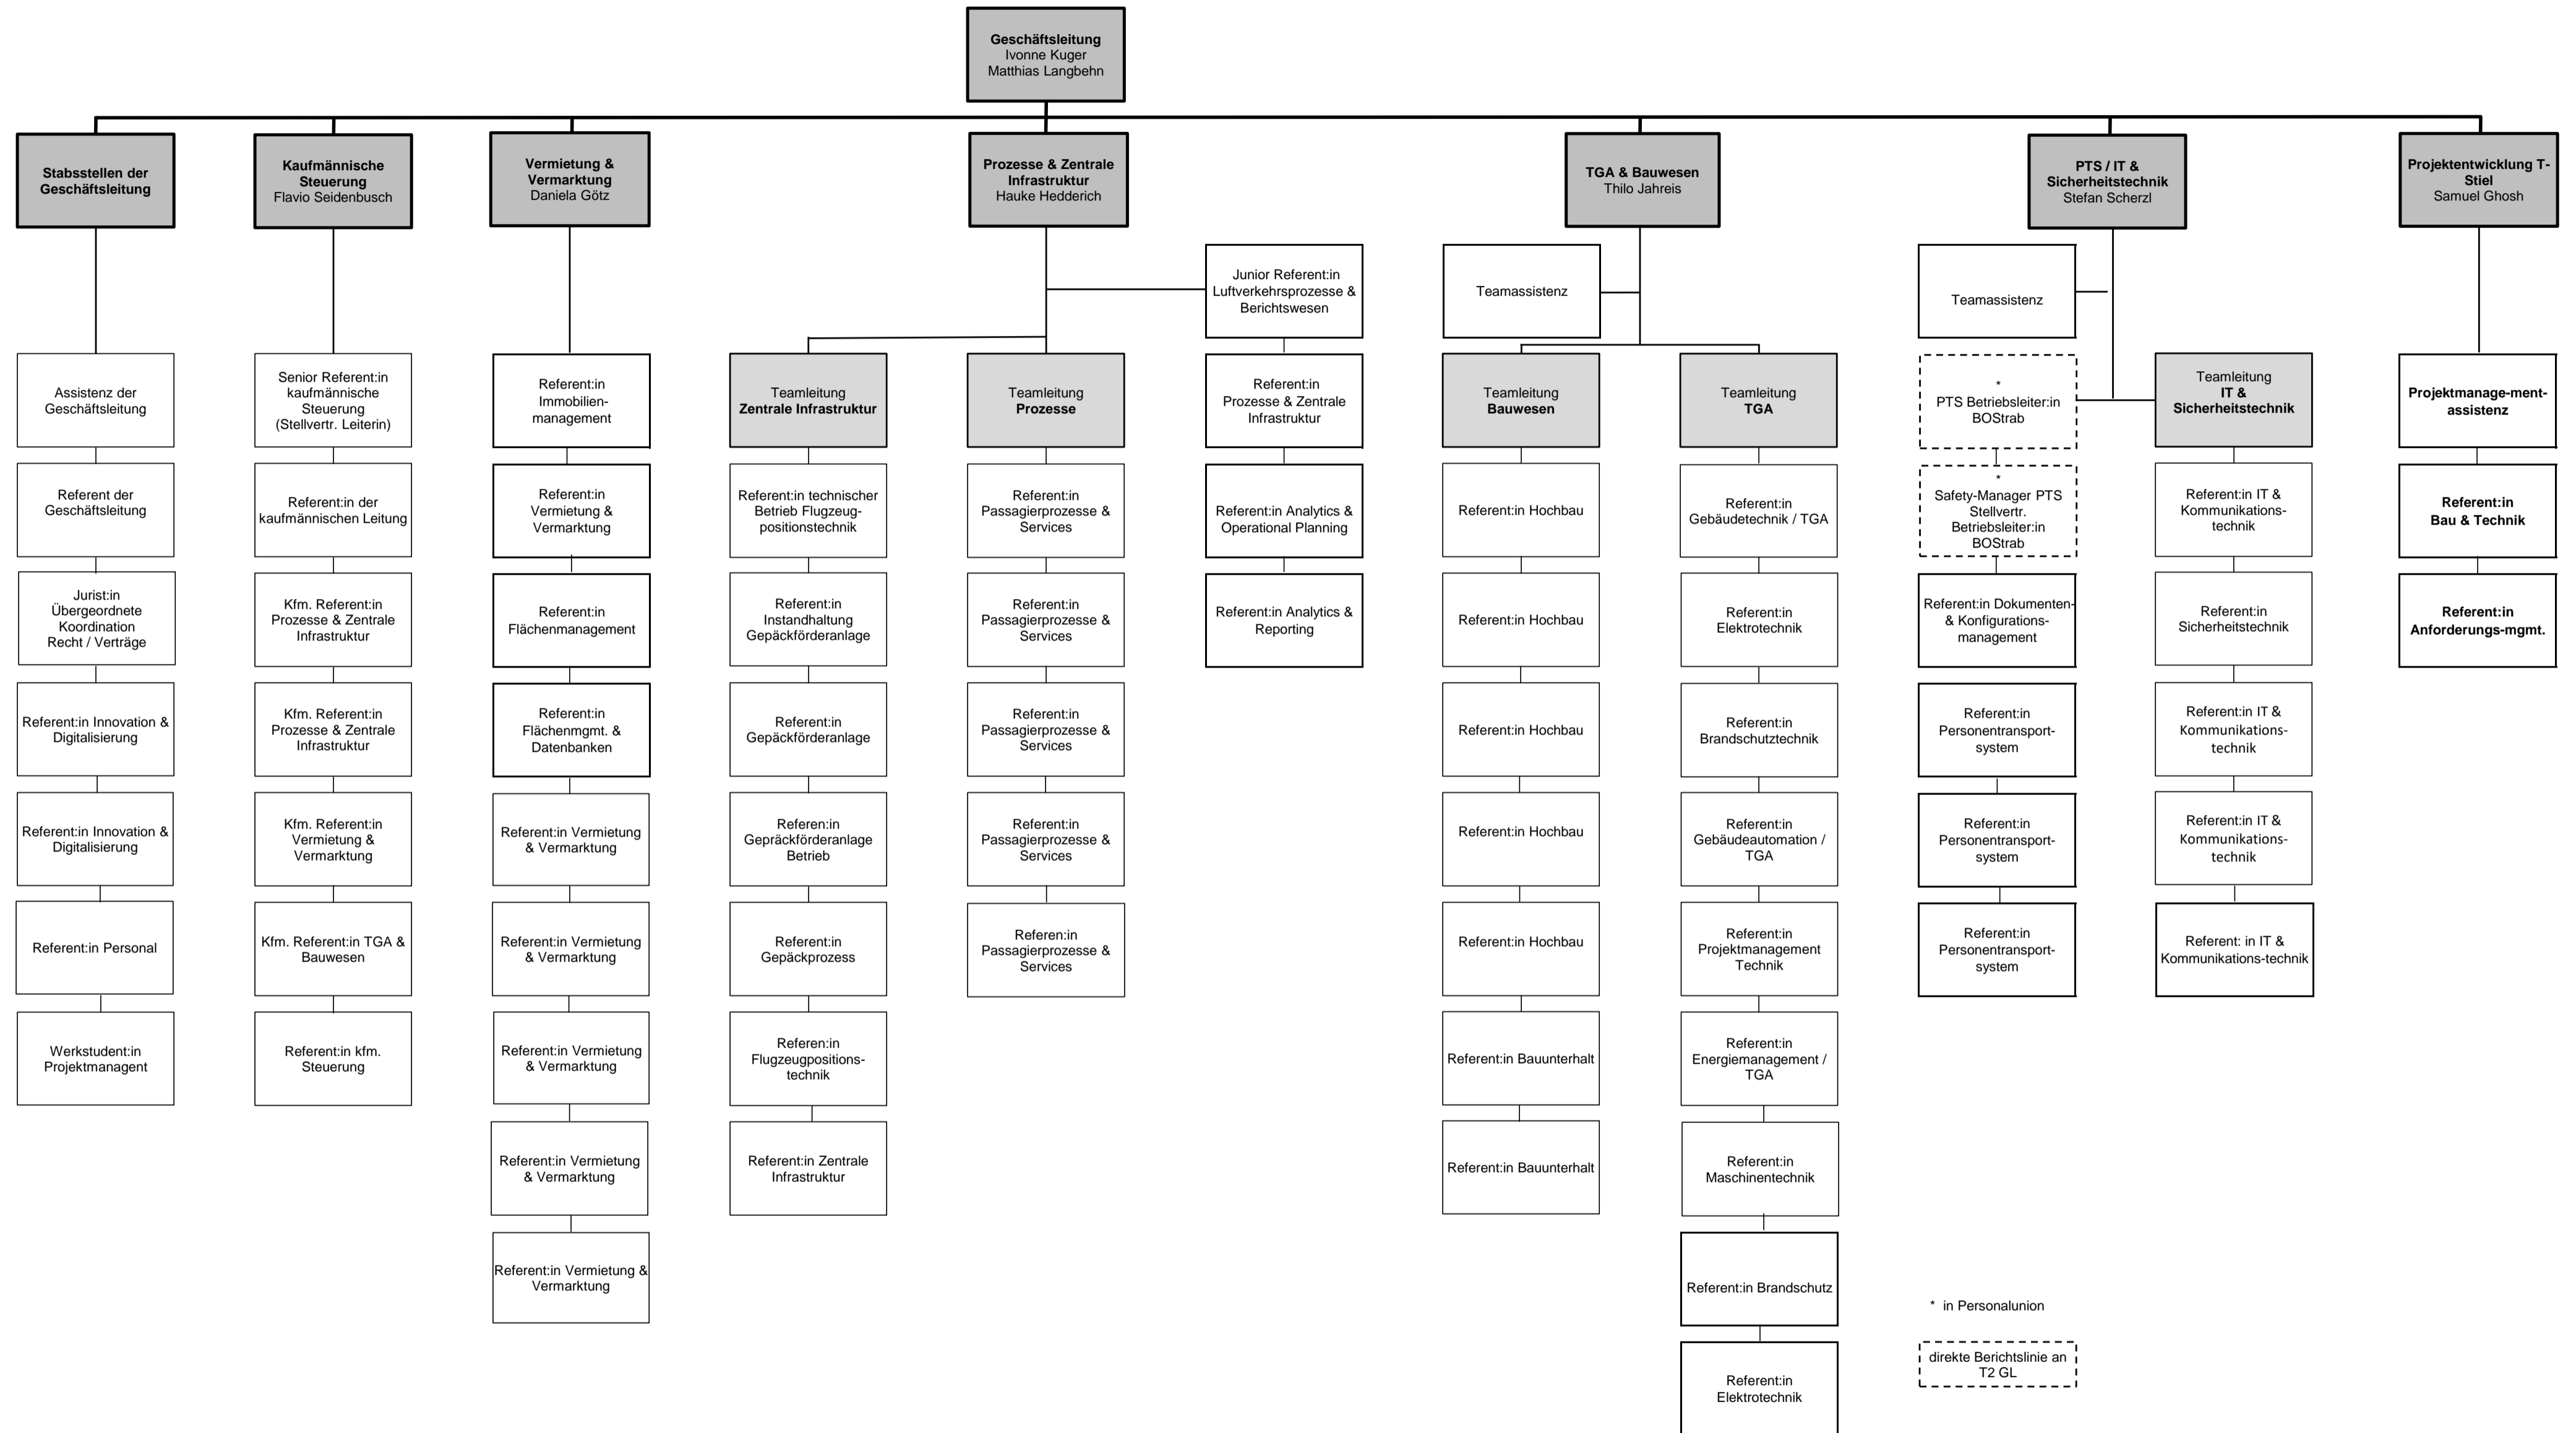 Geschäftsleitung
Ivonne Kuger
Matthias Langbehn
Stabsstellen der
Geschäftsleitung
Kaufmännische
Steuerung
Flavio Seidenbusch
Vermietung &
Vermarktung
Daniela Götz
Prozesse & Zentrale
Infrastruktur
Hauke Hedderich
TGA & Bauwesen
Thilo Jahreis
PTS / IT &
Sicherheitstechnik
Stefan Scherzl
Projektentwicklung T-
Stiel
Samuel Ghosh
Assistenz der
Geschäftsleitung
Referent der
Geschäftsleitung
Jurist:in
Übergeordnete
Koordination
Recht / Verträge
Referent:in Innovation &
Digitalisierung
Referent:in Innovation &
Digitalisierung
Referent:in Personal
Werkstudent:in
Projektmanagent
Senior Referent:in
kaufmännische
Steuerung
(Stellvertr. Leiterin)
Referent:in der
kaufmännischen Leitung
Kfm. Referent:in
Prozesse & Zentrale
Infrastruktur
Kfm. Referent:in
Prozesse & Zentrale
Infrastruktur
Kfm. Referent:in
Vermietung &
Vermarktung
Kfm. Referent:in TGA &
Bauwesen
Referent:in kfm.
Steuerung
Referent:in
Immobilien-
management
Referent:in
Vermietung &
Vermarktung
Referent:in
Flächenmanagement
Referent:in
Flächenmgmt. &
Datenbanken
Referent:in Vermietung
& Vermarktung
Referent:in Vermietung
& Vermarktung
Referent:in Vermietung
& Vermarktung
Referent:in Vermietung
& Vermarktung
Referent:in Vermietung &
Vermarktung
Teamleitung
Zentrale Infrastruktur
Referent:in technischer
Betrieb Flugzeug-
positionstechnik
Referent:in
Instandhaltung
Gepäckförderanlage
Referent:in
Gepäckförderanlage
Referen:in
Gepräckförderanlage
Betrieb
Referent:in
Gepäckprozess
Referen:in
Flugzeugpositions-
technik
Referent:in Zentrale
Infrastruktur
Teamleitung
Prozesse
Referent:in
Passagierprozesse &
Services
Referent:in
Passagierprozesse &
Services
Referent:in
Passagierprozesse &
Services
Referent:in
Passagierprozesse &
Services
Referen:in
Passagierprozesse &
Services
Junior Referent:in
Luftverkehrsprozesse &
Berichtswesen
Referent:in
Prozesse & Zentrale
Infrastruktur
Referent:in Analytics &
Operational Planning
Referent:in Analytics &
Reporting
Teamassistenz
Teamleitung
Bauwesen
Referent:in Hochbau
Referent:in Hochbau
Referent:in Hochbau
Referent:in Hochbau
Referent:in Hochbau
Referent:in Bauunterhalt
Referent:in Bauunterhalt
Teamleitung
TGA
Referent:in
Gebäudetechnik / TGA
Referent:in
Elektrotechnik
Referent:in
Brandschutztechnik
Referent:in
Gebäudeautomation /
TGA
Referent:in
Projektmanagement
Technik
Referent:in
Energiemanagement /
TGA
Referent:in
Maschinentechnik
Referent:in Brandschutz
Referent:in
Elektrotechnik
Teamassistenz
*
PTS Betriebsleiter:in
BOStrab
*
Safety-Manager PTS
Stellvertr.
Betriebsleiter:in
BOStrab
Referent:in Dokumenten-
& Konfigurations-
management
Referent:in
Personentransport-
system
Referent:in
Personentransport-
system
Referent:in
Personentransport-
system
Teamleitung
IT &
Sicherheitstechnik
Referent:in IT &
Kommunikations-
technik
Referent:in
Sicherheitstechnik
Referent:in IT &
Kommunikations-
technik
Referent:in IT &
Kommunikations-
technik
Referent: in IT &
Kommunikations-technik
Projektmanage-ment-
assistenz
Referent:in
Bau & Technik
Referent:in
Anforderungs-mgmt.
* in Personalunion
direkte Berichtslinie an
T2 GL